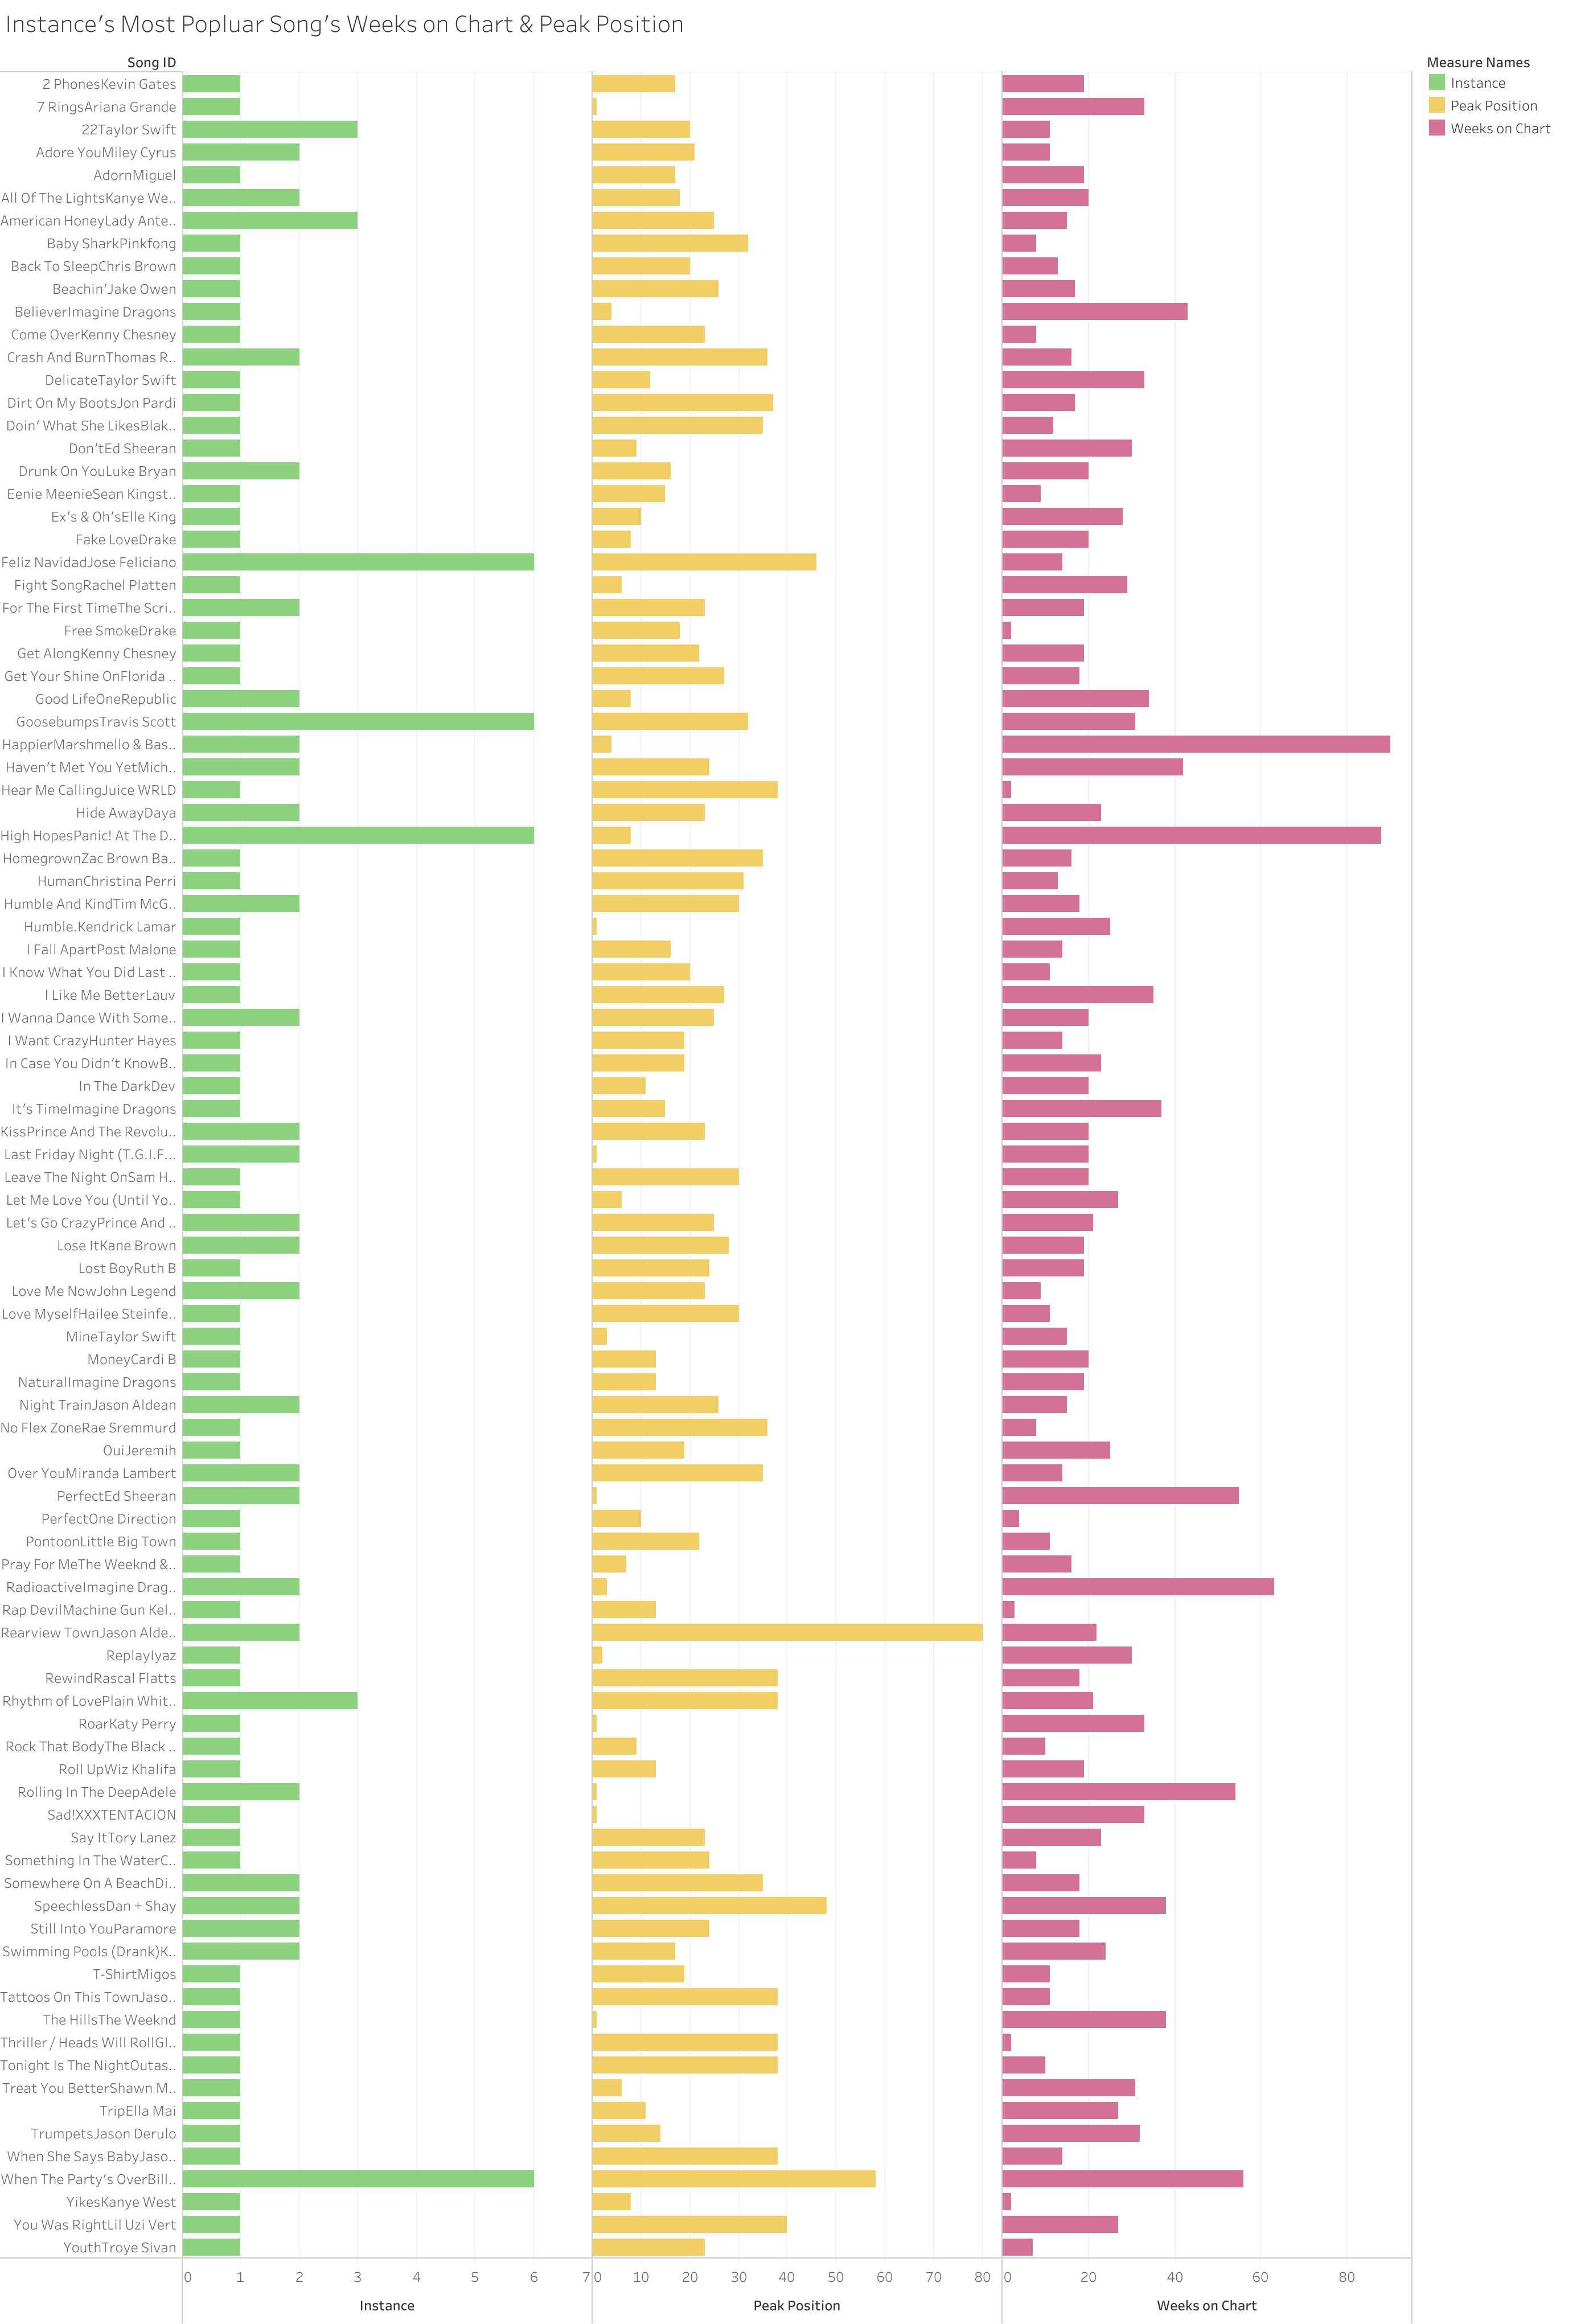 Instance's Most Popluar Song's Weeks on Chart & Peak Position
Song ID
Measure Names
Instance
Peak Position
Weeks on Chart
2 PhonesKevin Gates
7 RingsAriana Grande
22Taylor Swift
Adore YouMiley Cyrus
AdornMiguel
All Of The LightsKanye We..
American HoneyLady Ante..
Baby SharkPinkfong
Back To SleepChris Brown
Beachin'Jake Owen
BelieverImagine Dragons
Come OverKenny Chesney
Crash And BurnThomas R..
DelicateTaylor Swift
Dirt On My BootsJon Pardi
Doin' What She LikesBlak..
Don'tEd Sheeran
Drunk On YouLuke Bryan
Eenie MeenieSean Kingst..
Ex's & Oh'sElle King
Fake LoveDrake
Feliz NavidadJose Feliciano
Fight SongRachel Platten
For The First TimeThe Scri..
Free SmokeDrake
Get AlongKenny Chesney
Get Your Shine OnFlorida ..
Good LifeOneRepublic
GoosebumpsTravis Scott
HappierMarshmello & Bas..
Haven't Met You YetMich..
Hear Me CallingJuice WRLD
Hide AwayDaya
High HopesPanic! At The D..
HomegrownZac Brown Ba..
HumanChristina Perri
Humble And KindTim McG..
Humble.Kendrick Lamar
I Fall ApartPost Malone
I Know What You Did Last ..
I Like Me BetterLauv
I Wanna Dance With Some..
I Want CrazyHunter Hayes
In Case You Didn't KnowB..
In The DarkDev
It's TimeImagine Dragons
KissPrince And The Revolu..
Last Friday Night (T.G.I.F...
Leave The Night OnSam H..
Let Me Love You (Until Yo..
Let's Go CrazyPrince And ..
Lose ItKane Brown
Lost BoyRuth B
Love Me NowJohn Legend
Love MyselfHailee Steinfe..
MineTaylor Swift
MoneyCardi B
NaturalImagine Dragons
Night TrainJason Aldean
No Flex ZoneRae Sremmurd
OuiJeremih
Over YouMiranda Lambert
PerfectEd Sheeran
PerfectOne Direction
PontoonLittle Big Town
Pray For MeThe Weeknd &..
RadioactiveImagine Drag..
Rap DevilMachine Gun Kel..
Rearview TownJason Alde..
ReplayIyaz
RewindRascal Flatts
Rhythm of LovePlain Whit..
RoarKaty Perry
Rock That BodyThe Black ..
Roll UpWiz Khalifa
Rolling In The DeepAdele
Sad!XXXTENTACION
Say ItTory Lanez
Something In The WaterC..
Somewhere On A BeachDi..
SpeechlessDan + Shay
Still Into YouParamore
Swimming Pools (Drank)K..
T-ShirtMigos
Tattoos On This TownJaso..
The HillsThe Weeknd
Thriller / Heads Will RollGl..
Tonight Is The NightOutas..
Treat You BetterShawn M..
TripElla Mai
TrumpetsJason Derulo
When She Says BabyJaso..
When The Party's OverBill..
YikesKanye West
You Was RightLil Uzi Vert
YouthTroye Sivan
0 1 2 3 4 5 6 7 0 10 20 30 40 50 60 70 80 0 20 40 60 80
Instance Peak Position Weeks on Chart